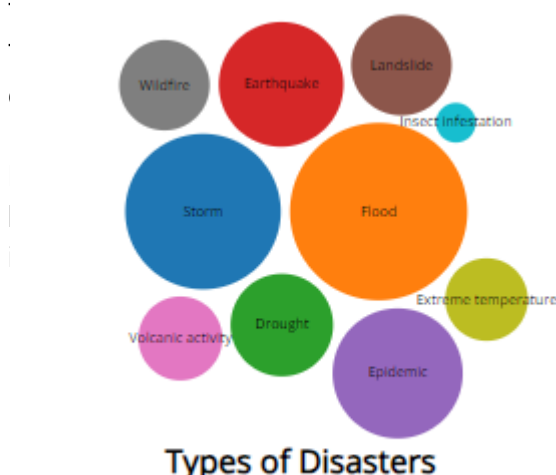 Landslide
Wildfire
Earthquake
Insect infestation
Storm
Flood
Extreme temperature
Drought
Volcanic activity
Epidemic
Types of Disasters